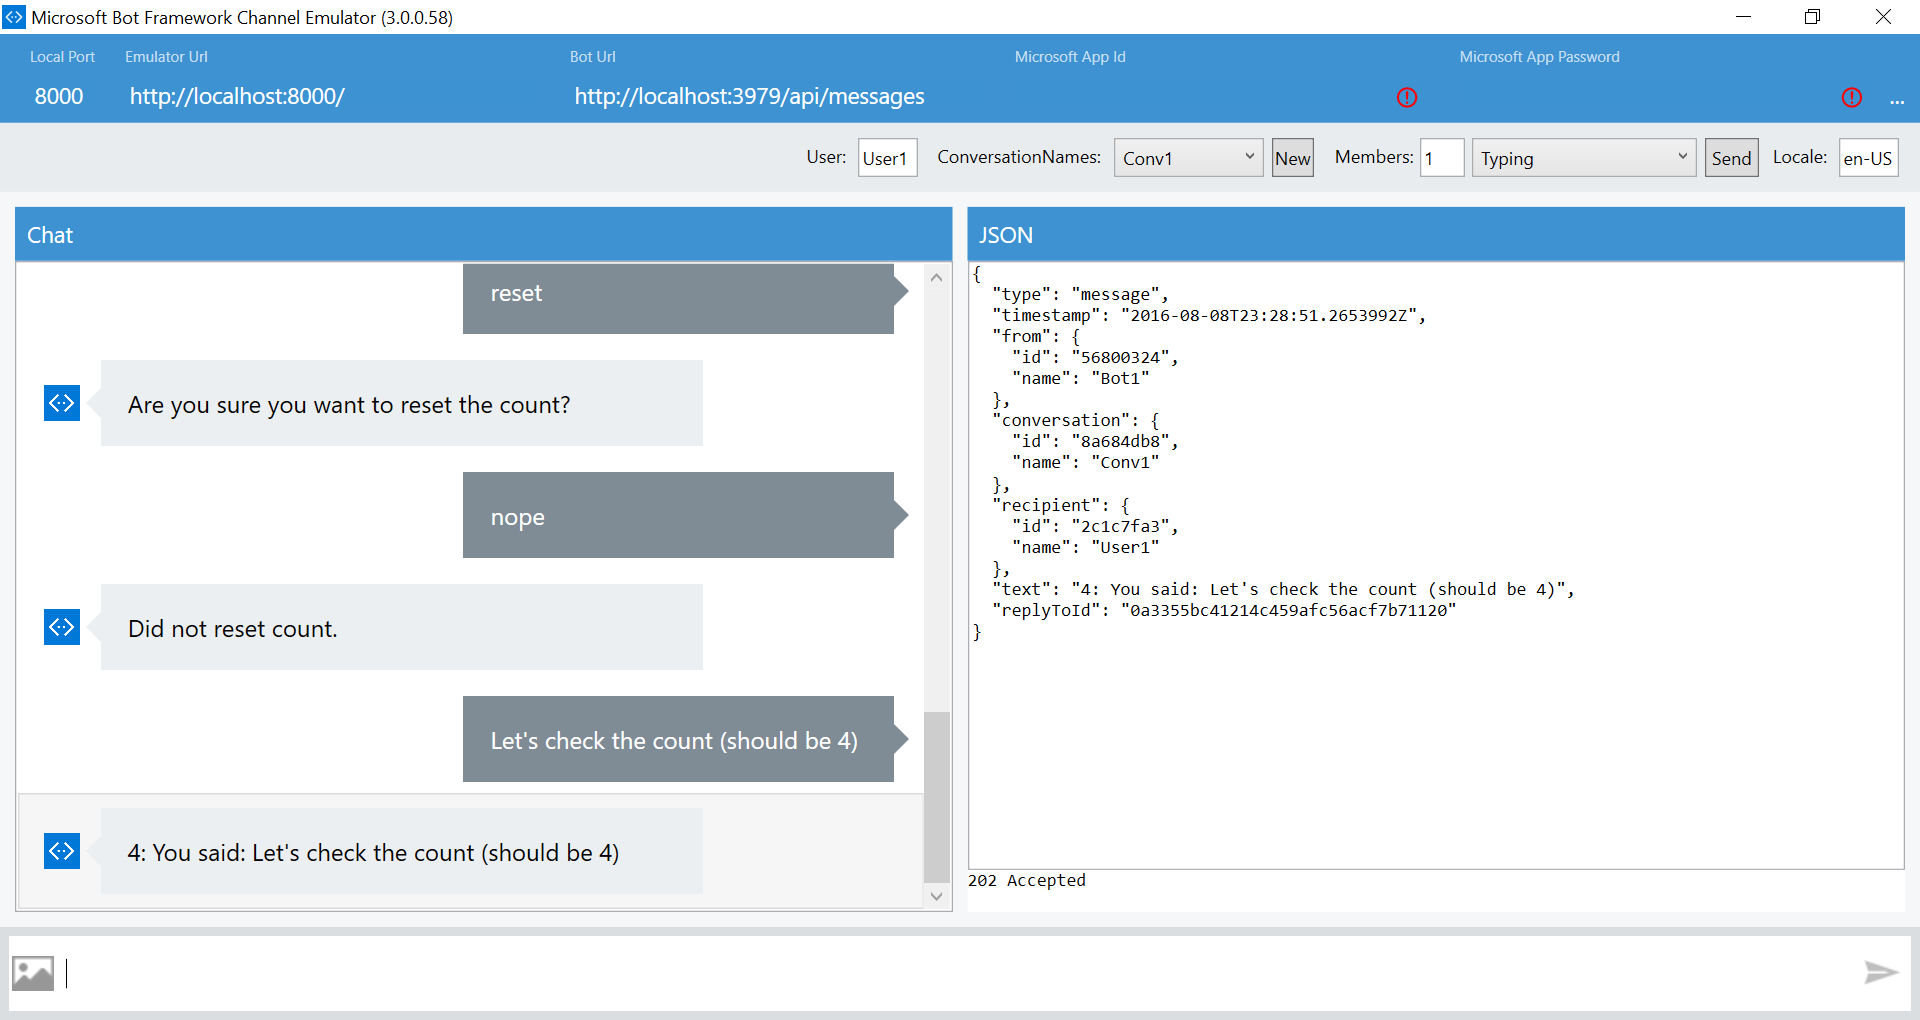 Microsoft Bot Framework Channel Emulator (3.0.0.58)
Local Port Emulator Url Bot Url Microsoft App Id Microsoft App Password
8000 http://localhost:8000/ http://localhost:3979/api/messages ...
User: User1 ConversationNames: Conv1 New Members: 1 Typing Send Locale: en-US
Chat
reset
Are you sure you want to reset the count?
nope
Did not reset count.
Let's check the count (should be 4)
4: You said: Let's check the count (should be 4)
JSON
{
"type": "message",
"timestamp": "2016-08-08T23:28:51.2653992Z",
"from": {
"id": "56800324",
"name": "Bot1"
},
"conversation": {
"id": "8a684db8",
"name": "Conv1"
},
"recipient": {
"id": "2c1c7fa3",
"name": "User1"
},
"text": "4: You said: Let's check the count (should be 4)",
"replyToId": "0a3355bc41214c459afc56acf7b71120"
}
202 Accepted